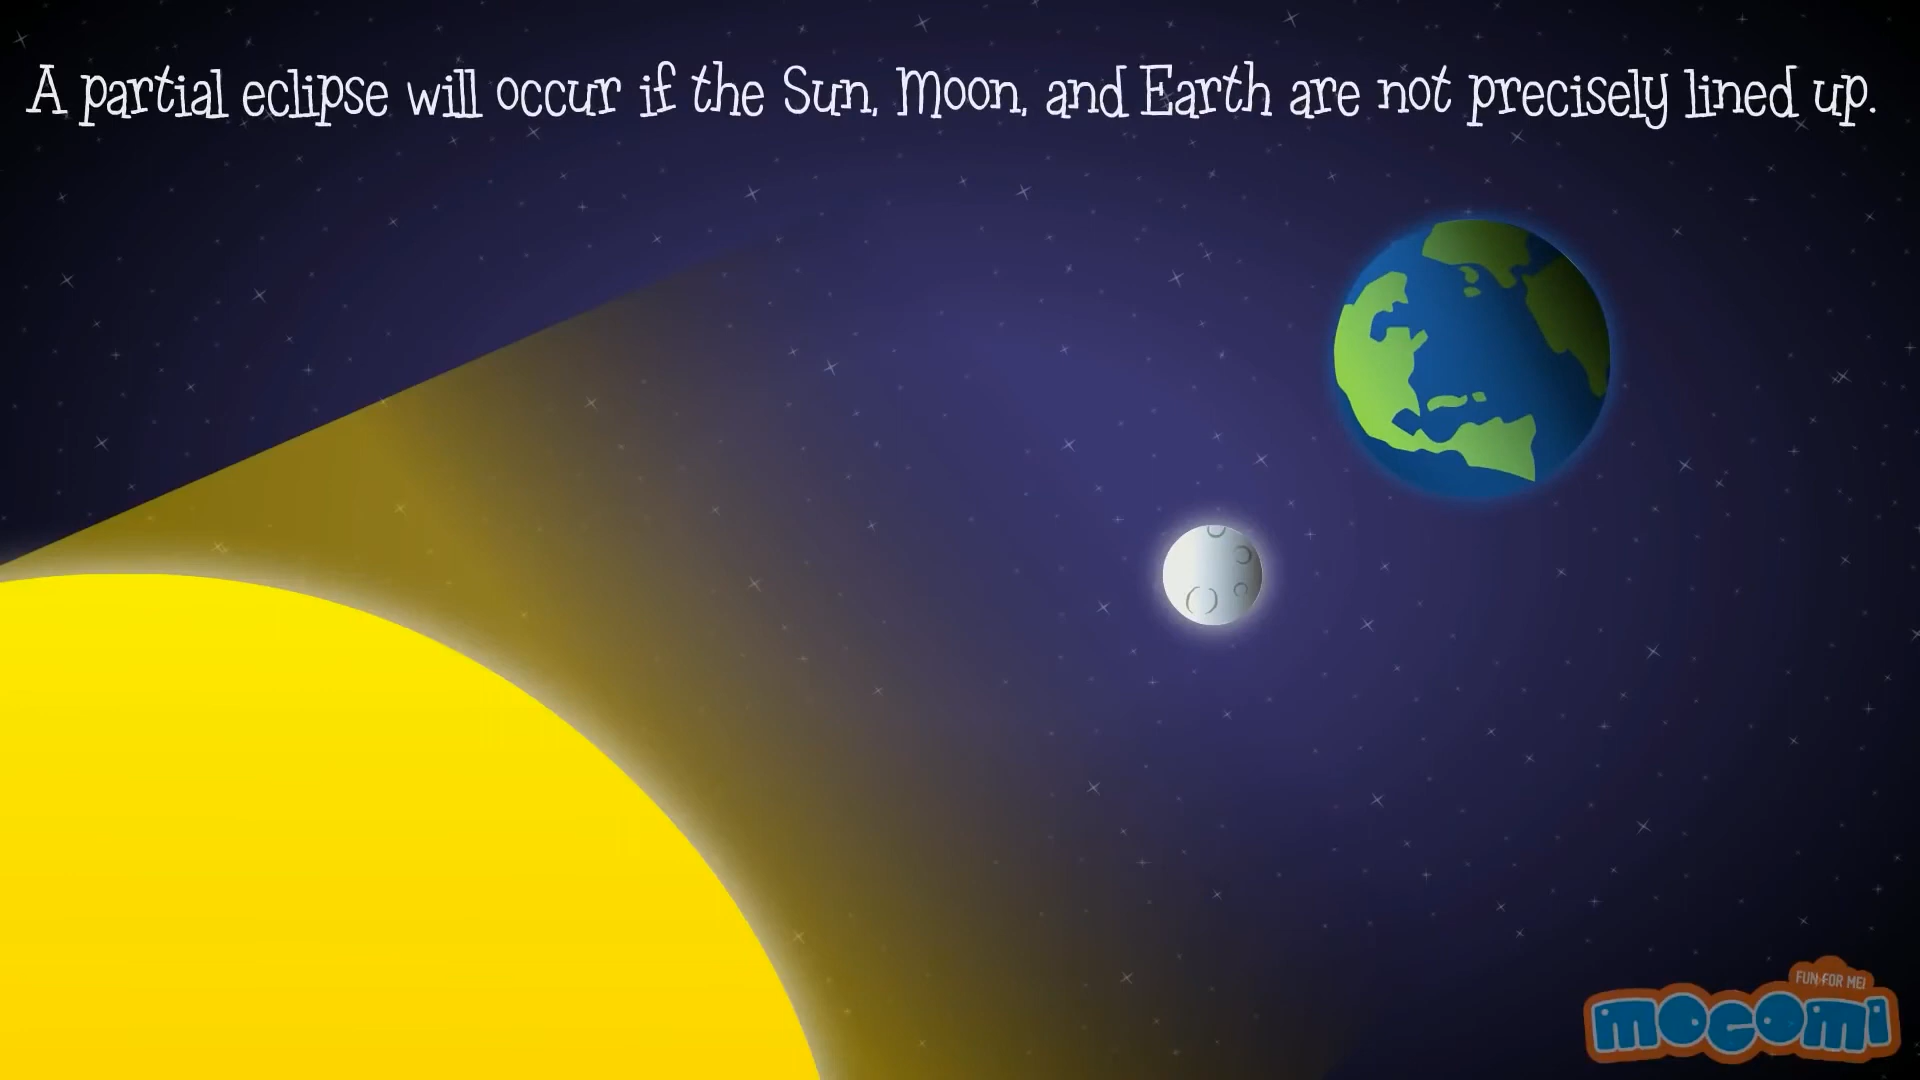 A partial eclipse will occur if the Sun, Moon, and Earth are not precisely lined up.
FUN FOR ME!
mocomi